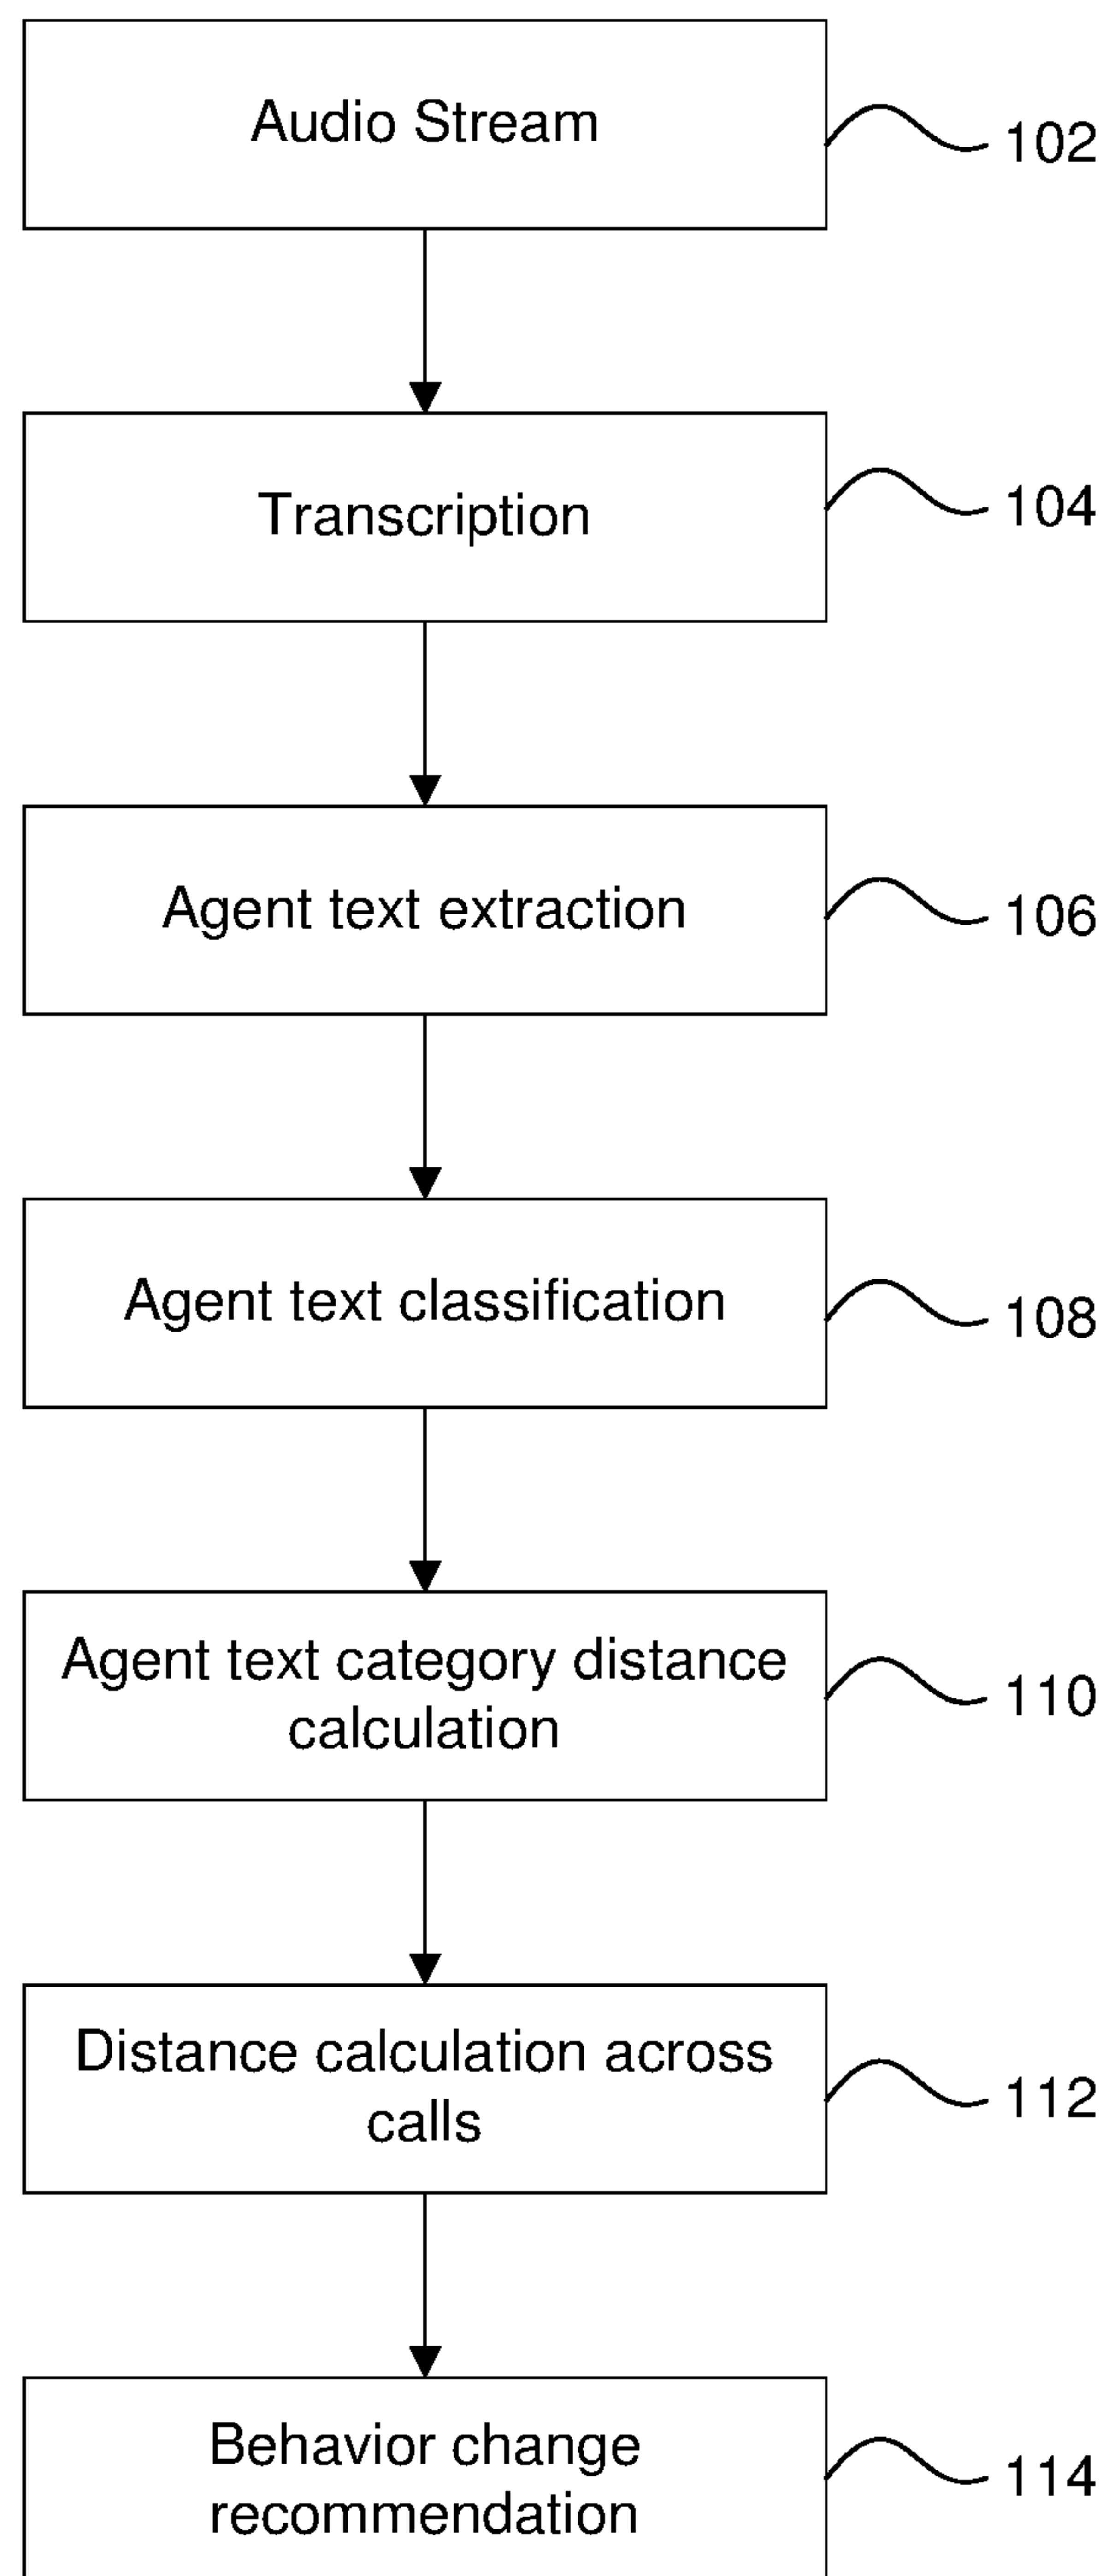 Audio Stream
102
Transcription
104
Agent text extraction
106
Agent text classification
108
Agent text category distance
calculation
110
Distance calculation across
calls
112
Behavior change
recommendation
114